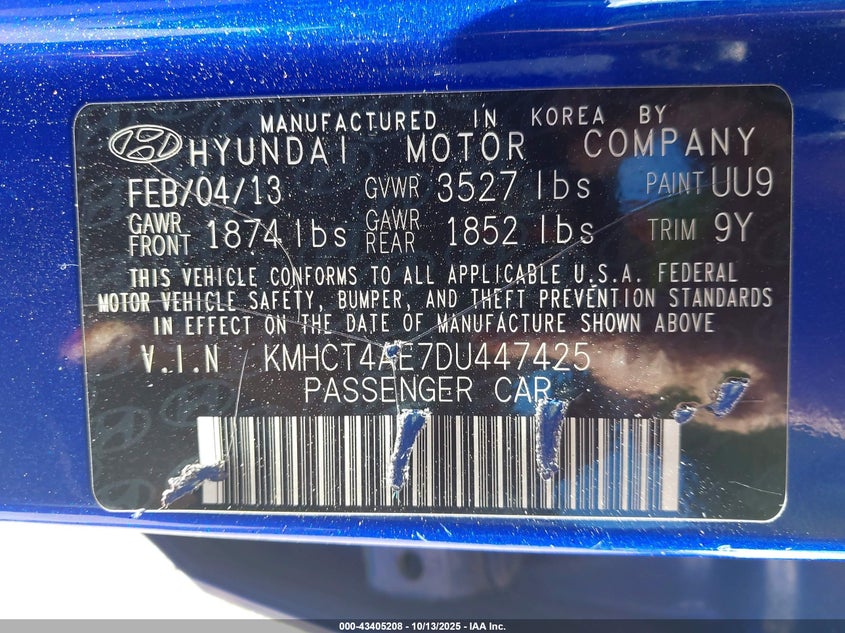 MANUFACTURED IN KOREA BY
HYUNDAI MOTOR COMPANY
FEB/04/13 GVWR 3527 lbs PAINT UU9
GAWR FRONT 1874 lbs GAWR REAR 1852 lbs TRIM 9Y
THIS VEHICLE CONFORMS TO ALL APPLICABLE U.S.A. FEDERAL
MOTOR VEHICLE SAFETY, BUMPER, AND THEFT PREVENTION STANDARDS
IN EFFECT ON THE DATE OF MANUFACTURE SHOWN ABOVE
V.I.N KMHCT4AE7DU447425
PASSENGER CAR
000-43405208 - 10/13/2025 - IAA Inc.